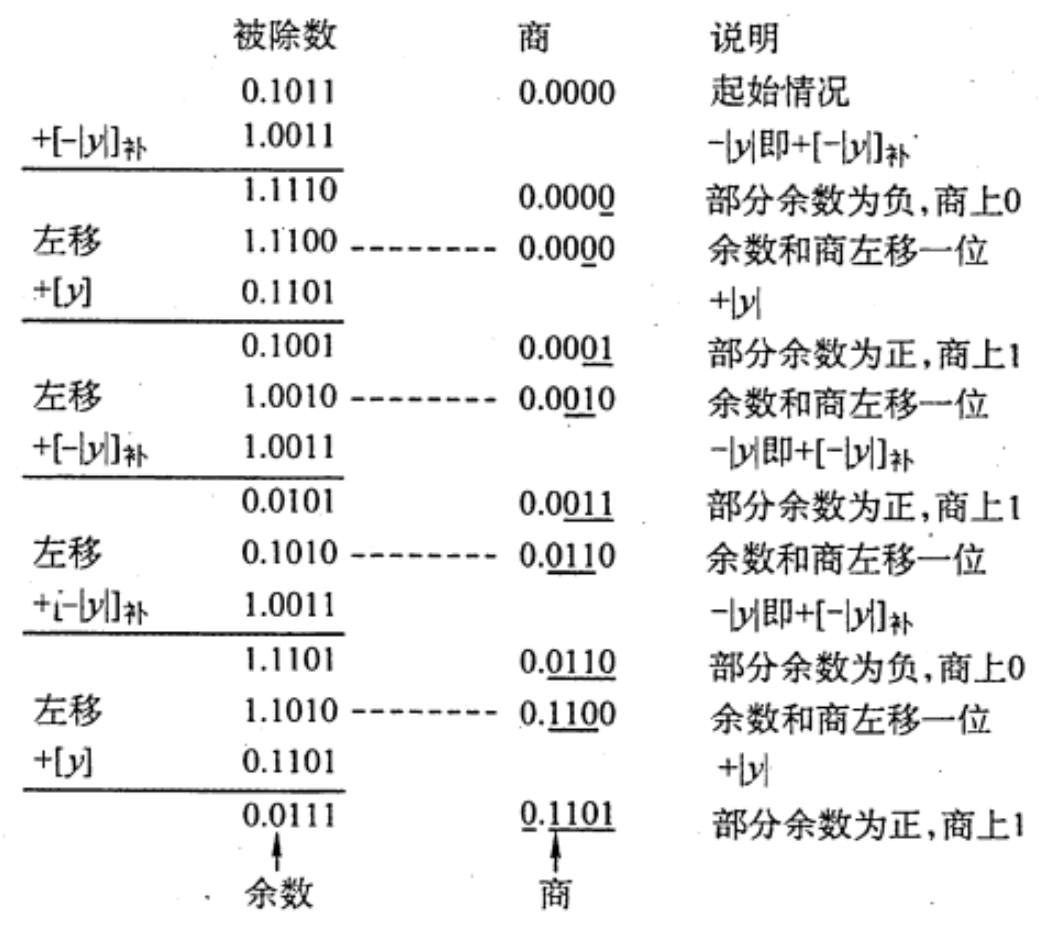 被除数 商 说明
0.1011 0.0000 起始情况
+[-|y|]补 1.0011 -|y|即+[-|y|]补
1.1110 0.0000 部分余数为负,商上0
左移 1.1100 -------- 0.0000 余数和商左移一位
+[y] 0.1101 +|y|
0.1001 0.0001 部分余数为正,商上1
左移 1.0010 -------- 0.0010 余数和商左移一位
+[-|y|]补 1.0011 -|y|即+[-|y|]补
0.0101 0.0011 部分余数为正,商上1
左移 0.1010 -------- 0.0110 余数和商左移一位
+[-|y|]补 1.0011 -|y|即+[-|y|]补
1.1101 0.0110 部分余数为负,商上0
左移 1.1010 -------- 0.1100 余数和商左移一位
+[y] 0.1101 +|y|
0.0111 0.1101 部分余数为正,商上1
余数 商